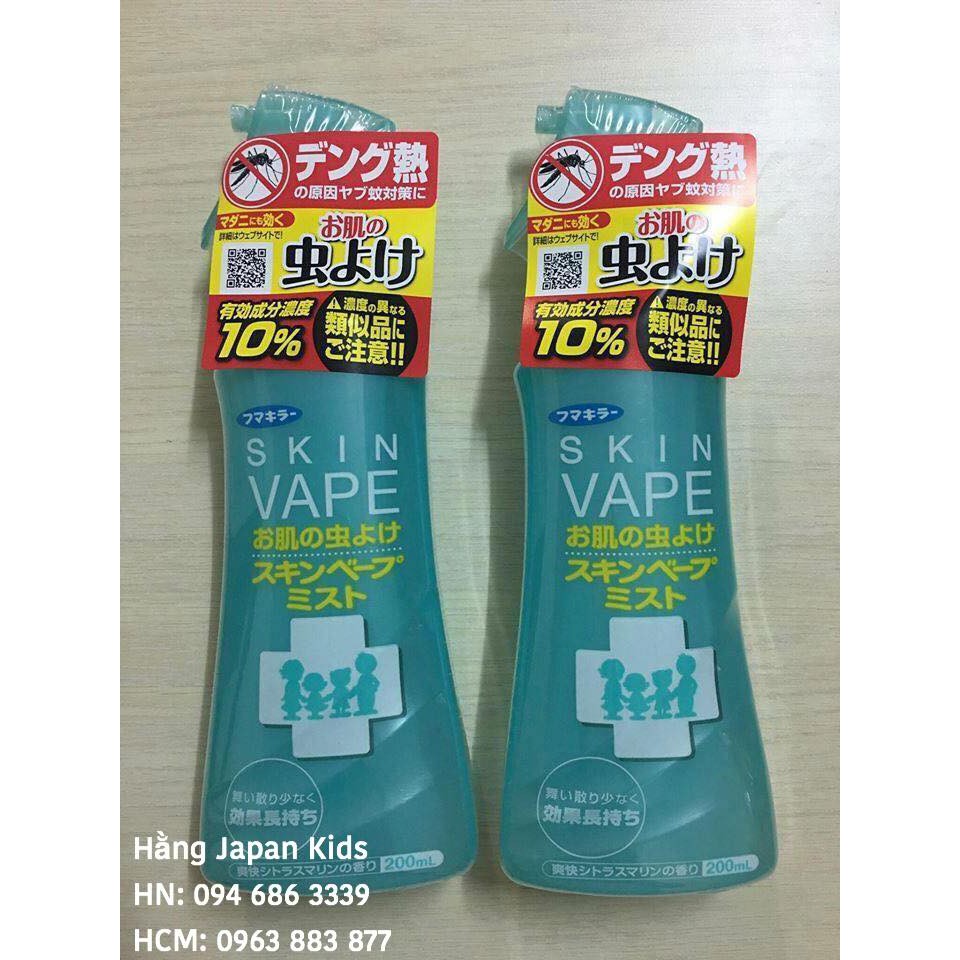 デング熱
の原因ヤブ蚊対策に
マダニにも効く
詳細はウェブサイトで!
お肌の
虫よけ
有効成分濃度
10%
濃度の異なる
類似品に
ご注意!!
フマキラー
SKIN
VAPE
お肌の虫よけ
スキンベープ
ミスト
舞い散り少なく
効果長持ち
爽快シトラスマリンの香り 200mL
デング熱
の原因ヤブ蚊対策に
マダニにも効く
詳細はウェブサイトで!
お肌の
虫よけ
有効成分濃度
10%
濃度の異なる
類似品に
ご注意!!
フマキラー
SKIN
VAPE
お肌の虫よけ
スキンベープ
ミスト
舞い散り少なく
効果長持ち
爽快シトラスマリンの香り 200mL
Hằng Japan Kids
HN: 094 686 3339
HCM: 0963 883 877